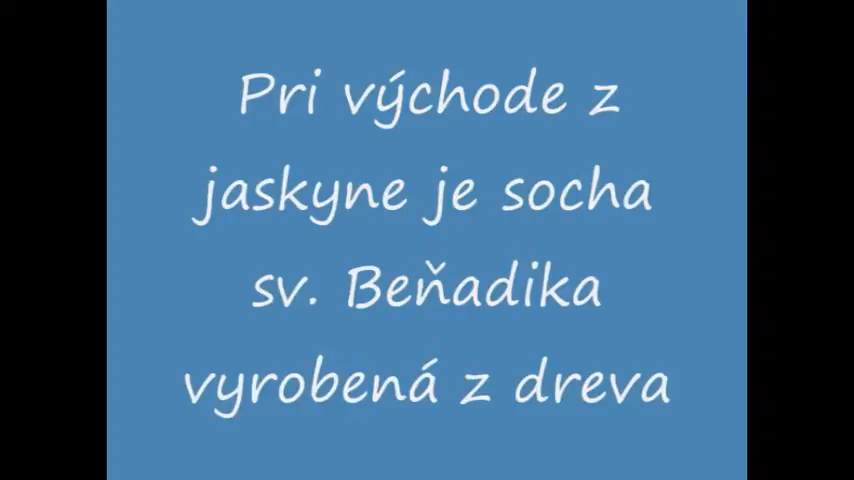 Pri východe z
jaskyne je socha
sv. Beňadika
vyrobená z dreva